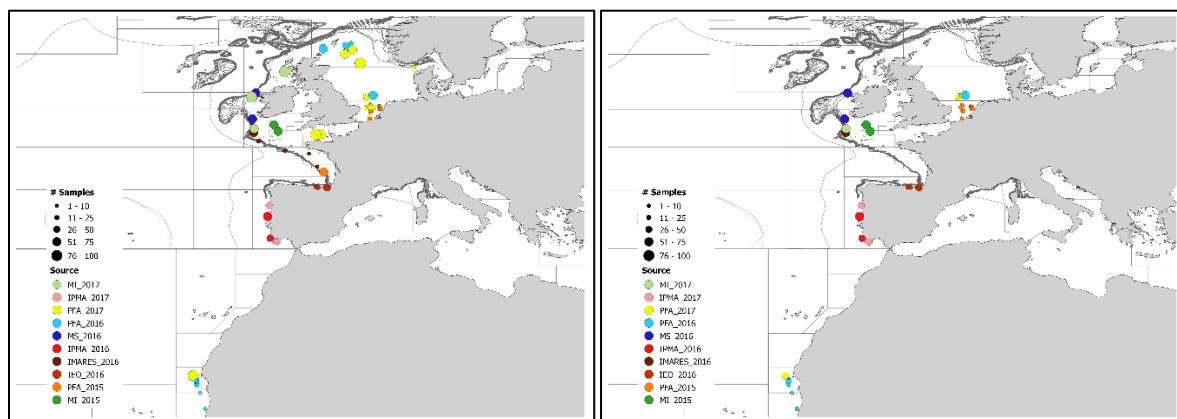 # Samples
1 - 10
11 - 25
26 - 50
51 - 75
76 - 100
Source
MI_2017
IPMA_2017
PFA_2017
PFA_2016
MS_2016
IPMA_2016
IMARES_2016
IEO_2016
PFA_2015
MI_2015
# Samples
1 - 10
11 - 25
26 - 50
51 - 75
76 - 100
Source
MI_2017
IPMA_2017
PFA_2017
PFA_2016
MS_2016
IPMA_2016
IMARES_2016
IEO_2016
PFA_2015
MI_2015